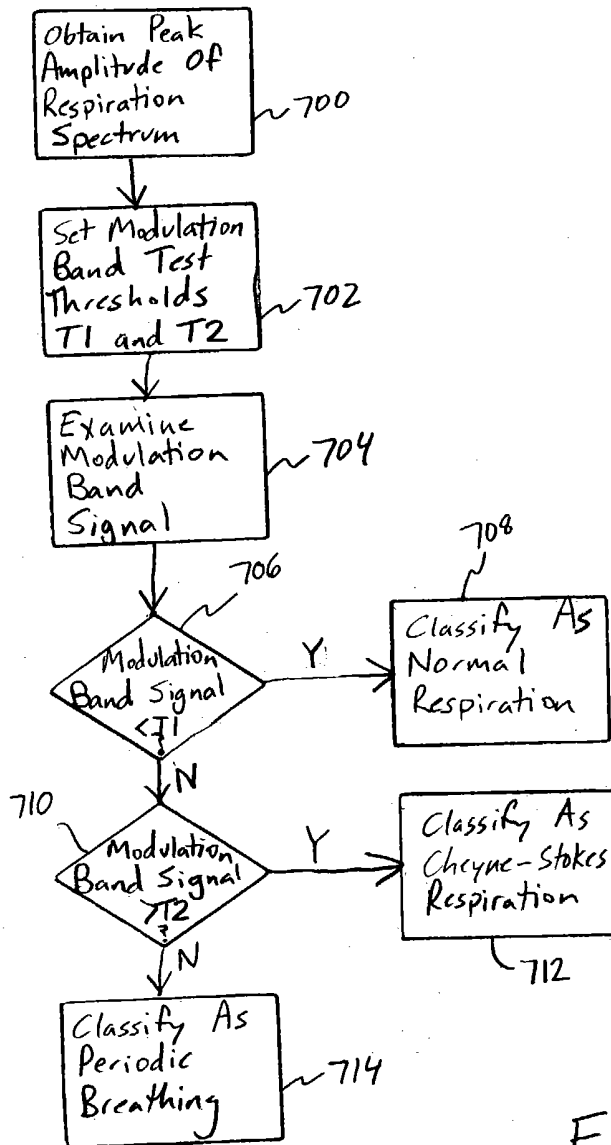 Obtain Peak
Amplitude Of
Respiration
Spectrum
700
Set Modulation
Band Test
Thresholds
T1 and T2
702
Examine
Modulation
Band
Signal
704
706
Modulation
Band Signal
<T1
?
Y
708
Classify As
Normal
Respiration
N
710
Modulation
Band Signal
>T2
?
Y
Classify As
Cheyne-Stokes
Respiration
712
N
Classify As
Periodic
Breathing
714
F